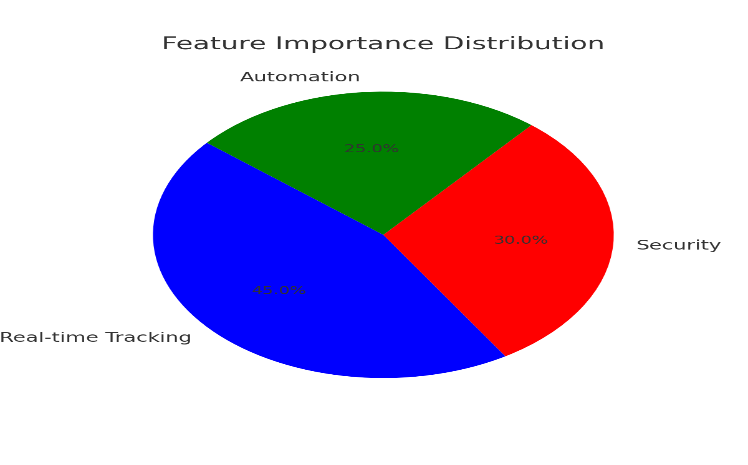 Feature Importance Distribution
Automation
25.0%
30.0%
Security
45.0%
Real-time Tracking